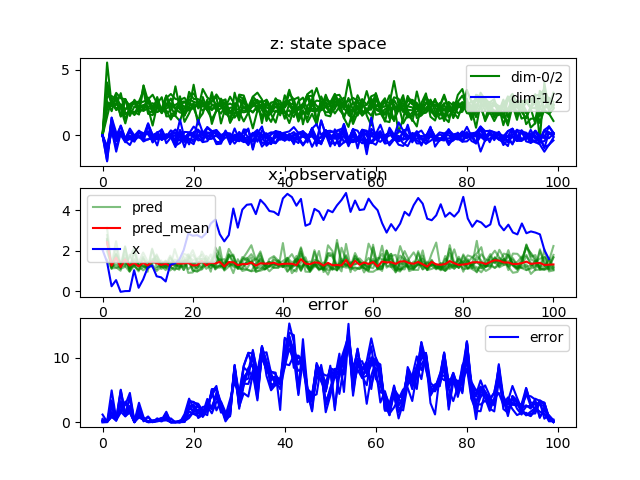 z: state space
5
0
dim-0/2
dim-1/2
0 20 40 60 80 100
x: observation
4
2
0
pred
pred_mean
x
0 20 40 60 80 100
error
10
0
error
0 20 40 60 80 100